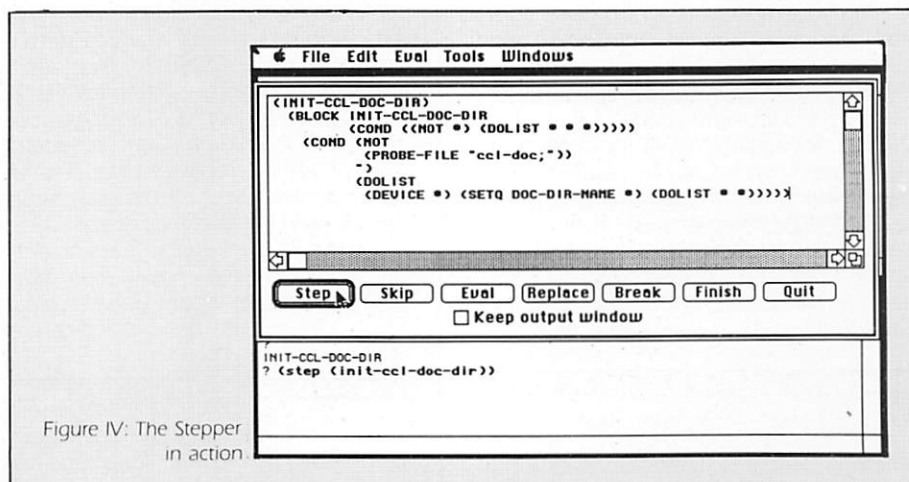 File Edit Eval Tools Windows
(INIT-CCL-DOC-DIR)
(BLOCK INIT-CCL-DOC-DIR
(COND ((NOT #) (DOLIST # # #)))))
(COND (NOT
(PROBE-FILE "ccl-doc;"))
")
(DOLIST
(DEVICE #) (SETQ DOC-DIR-NAME #) (DOLIST # #)))))
Step Skip Eval Replace Break Finish Quit
Keep output window
?
INIT-CCL-DOC-DIR
? (step (init-ccl-doc-dir))
Figure IV: The Stepper
in action